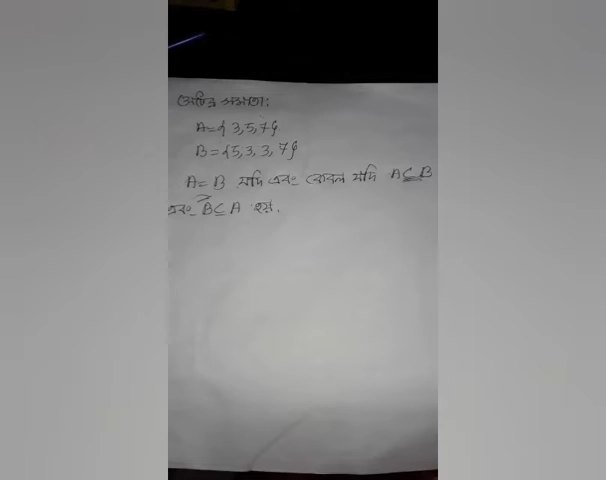 সেটের সমতা:
A={3,5,7}
B={5,3,3,7}
A=B যদি এবং কেবল যদি A⊆B
এবং B⊆A হয়.